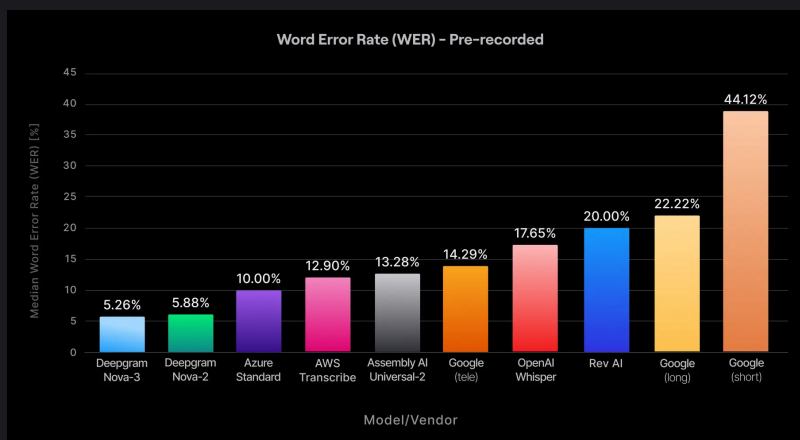 Word Error Rate (WER) - Pre-recorded
Median Word Error Rate (WER) [%]
45
40
35
30
25
20
15
10
5
0
5.26%
5.88%
10.00%
12.90%
13.28%
14.29%
17.65%
20.00%
22.22%
44.12%
Deepgram
Nova-3
Deepgram
Nova-2
Azure
Standard
AWS
Transcribe
Assembly AI
Universal-2
Google
(tele)
OpenAI
Whisper
Rev AI
Google
(long)
Google
(short)
Model/Vendor